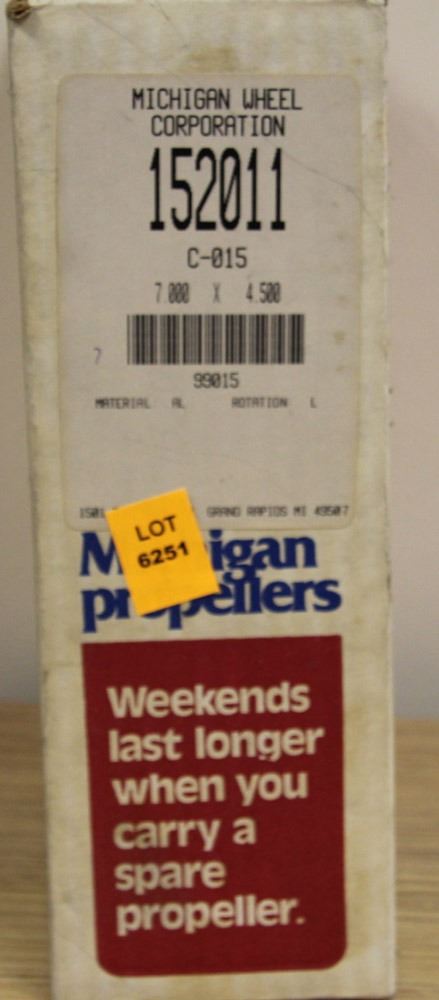 MICHIGAN WHEEL
CORPORATION
152011
C-015
7.000 X 4.500
7
99015
MATERIAL AL ROTATION L
GRAND RAPIDS MI 49507
LOT
6251
propellers
Weekends
last longer
when you
carry a
spare
propeller.